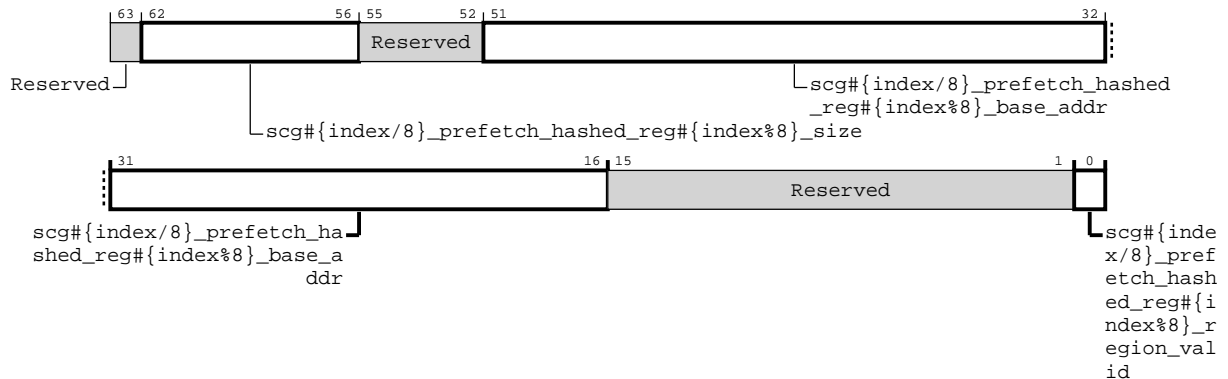 63 62 56 55 52 51 32
Reserved
Reserved
scg#{index/8}_prefetch_hashed
_reg#{index%8}_base_addr
scg#{index/8}_prefetch_hashed_reg#{index%8}_size
31 16 15 1 0
Reserved
scg#{index/8}_prefetch_ha
shed_reg#{index%8}_base_a
ddr
scg#{inde
x/8}_pref
etch_hash
ed_reg#{i
ndex%8}_r
egion_val
id